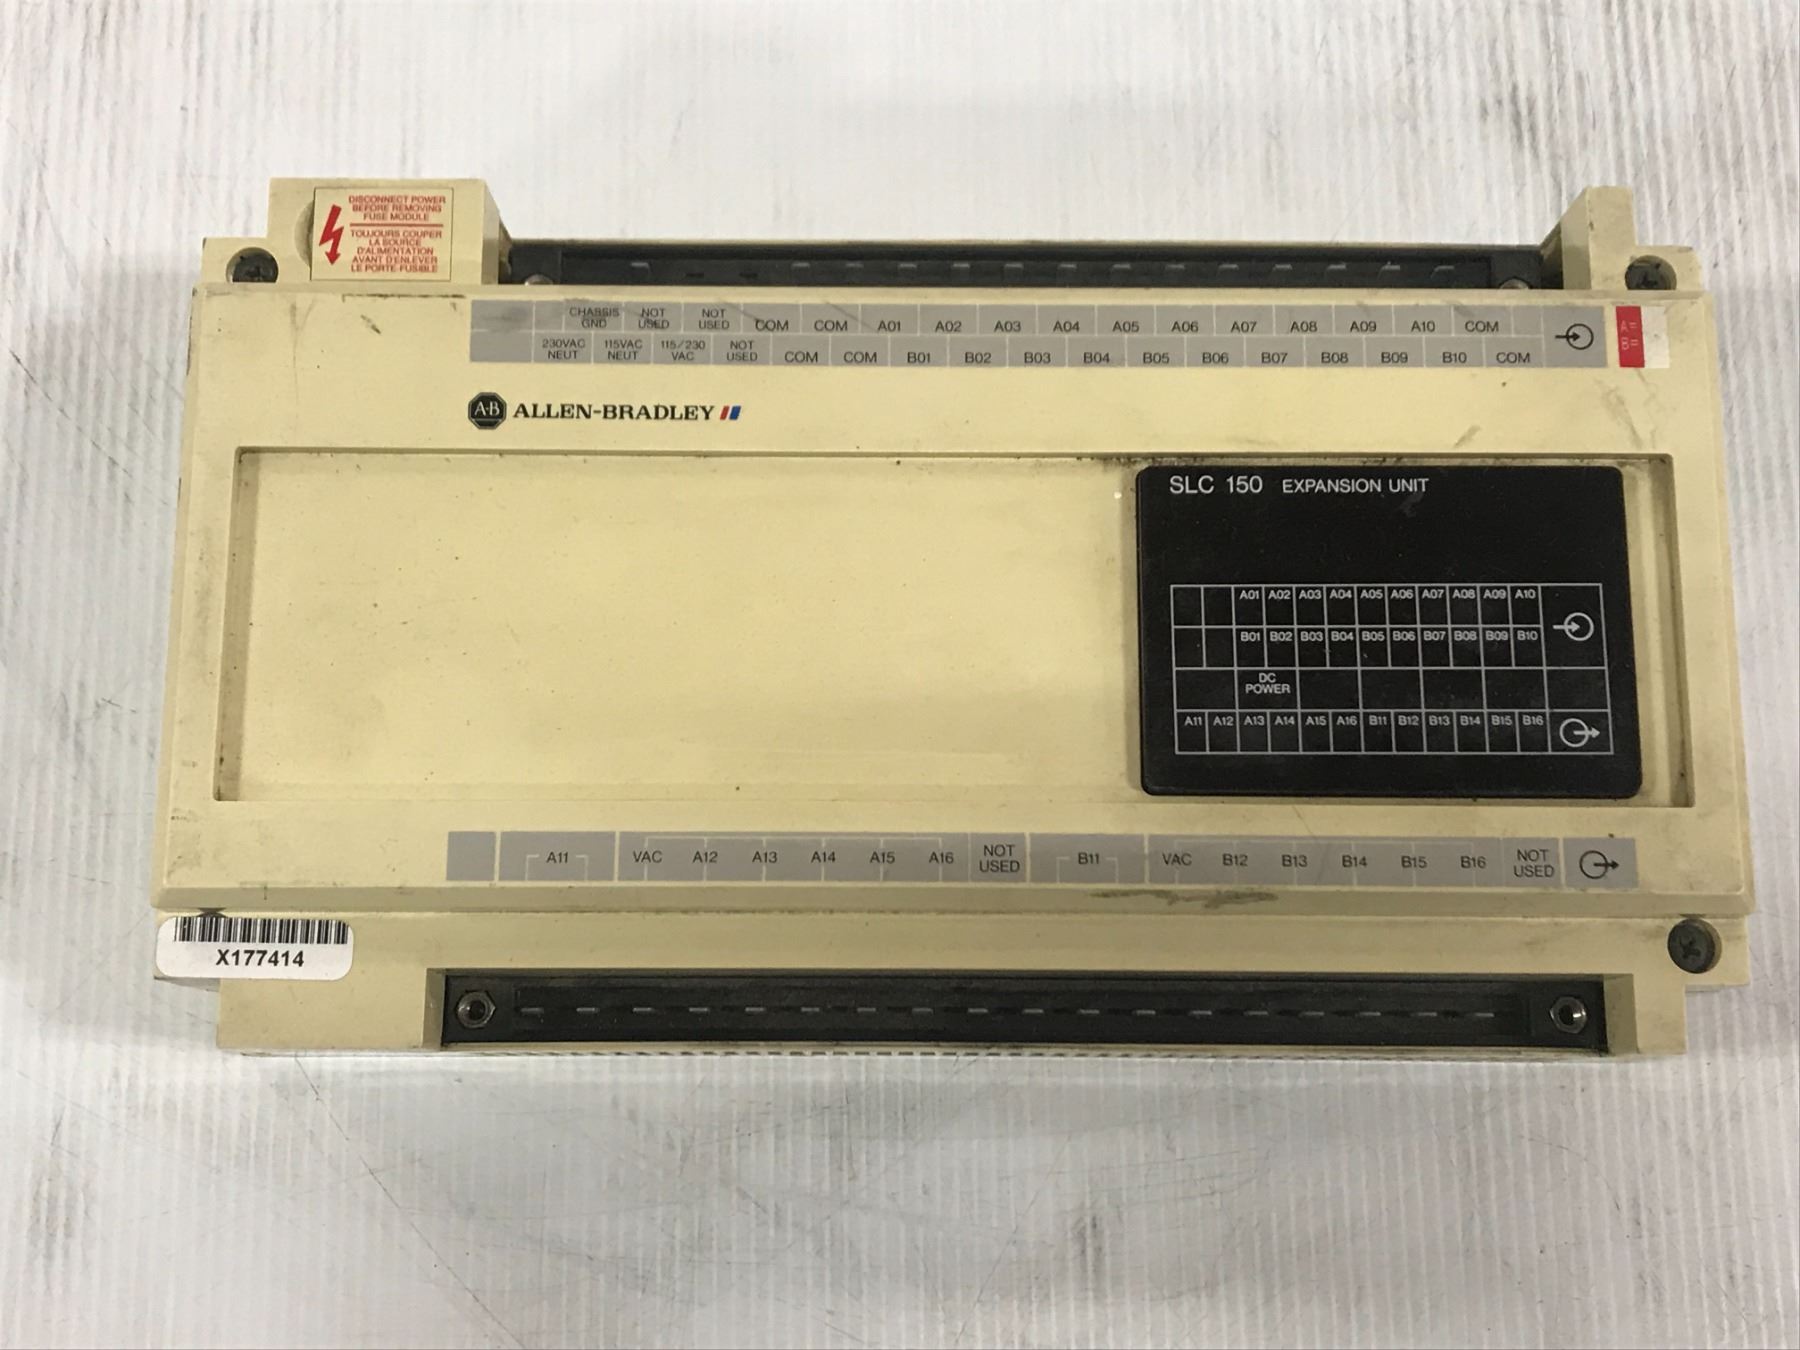 DISCONNECT POWER
BEFORE REMOVING
FUSE MODULE
TOUJOURS COUPER
LA SOURCE
D'ALIMENTATION
AVANT D'ENLEVER
LE PORTE-FUSIBLE
CHASSIS GND NOT USED NOT USED COM COM A01 A02 A03 A04 A05 A06 A07 A08 A09 A10 COM
230VAC NEUT 115VAC NEUT 115/230 VAC NOT USED COM COM B01 B02 B03 B04 B05 B06 B07 B08 B09 B10 COM
A=
B=
A-B ALLEN-BRADLEY
SLC 150 EXPANSION UNIT
A01 A02 A03 A04 A05 A06 A07 A08 A09 A10
B01 B02 B03 B04 B05 B06 B07 B08 B09 B10
DC
POWER
A11 A12 A13 A14 A15 A16 B11 B12 B13 B14 B15 B16
A11 VAC A12 A13 A14 A15 A16 NOT USED B11 VAC B12 B13 B14 B15 B16 NOT USED
X177414